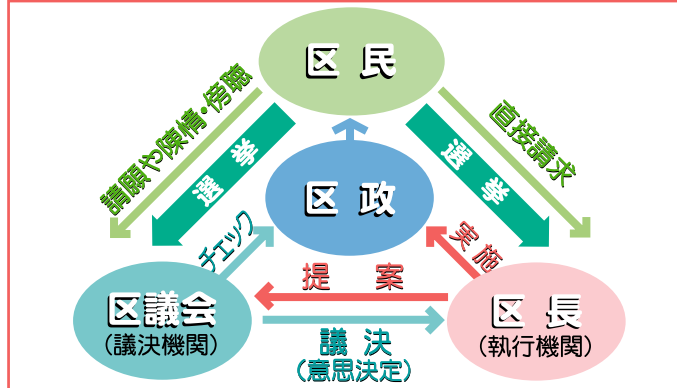 区民
請願や陳情・傍聴
選挙
選挙
直接請求
区政
チェック
実施
提案
区議会
(議決機関)
区長
(執行機関)
議決
(意思決定)